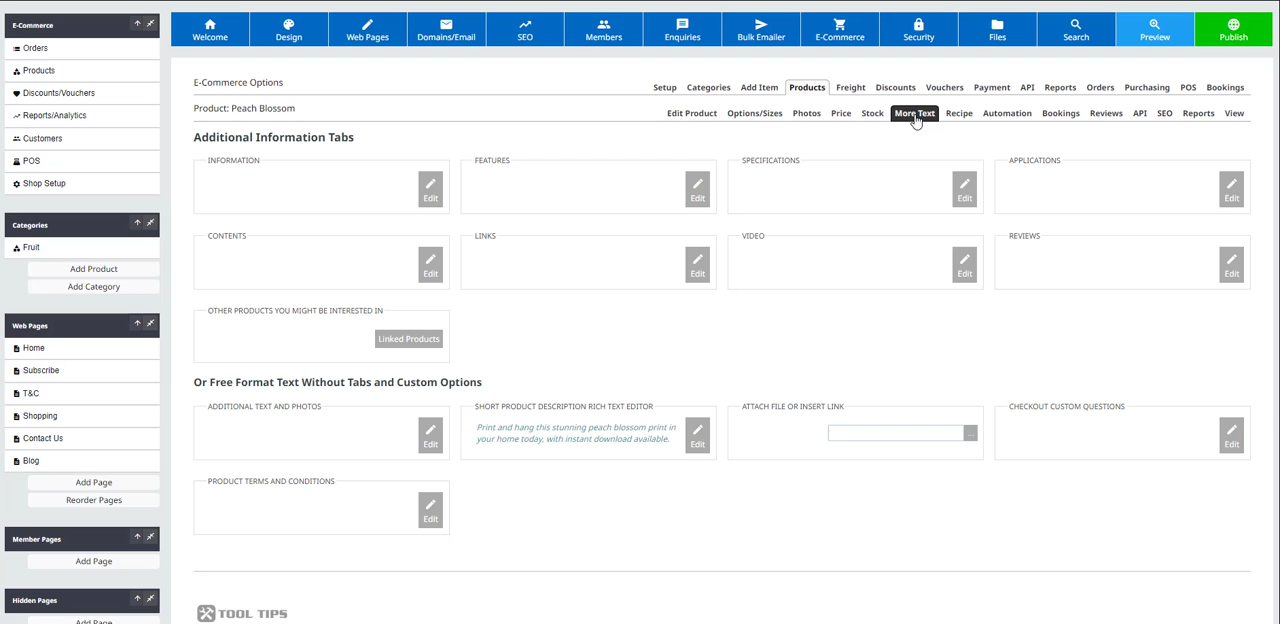 Welcome Design Web Pages Domains/Email SEO Members Enquiries Bulk Emailer E-Commerce Security Files Search Preview Publish
E-Commerce
Orders
Products
Discounts/Vouchers
Reports/Analytics
Customers
POS
Shop Setup
Categories
Fruit
Add Product
Add Category
Web Pages
Home
Subscribe
T&C
Shopping
Contact Us
Blog
Add Page
Reorder Pages
Member Pages
Add Page
Hidden Pages
Add Page
E-Commerce Options
Setup Categories Add Item Products Freight Discounts Vouchers Payment API Reports Orders Purchasing POS Bookings
Product: Peach Blossom
Edit Product Options/Sizes Photos Price Stock More Text Recipe Automation Bookings Reviews API SEO Reports View
Additional Information Tabs
INFORMATION FEATURES SPECIFICATIONS APPLICATIONS
Edit Edit Edit Edit
CONTENTS LINKS VIDEO REVIEWS
Edit Edit Edit Edit
OTHER PRODUCTS YOU MIGHT BE INTERESTED IN
Linked Products
Or Free Format Text Without Tabs and Custom Options
ADDITIONAL TEXT AND PHOTOS SHORT PRODUCT DESCRIPTION RICH TEXT EDITOR ATTACH FILE OR INSERT LINK CHECKOUT CUSTOM QUESTIONS
Print and hang this stunning peach blossom print in
your home today, with instant download available.
...
Edit Edit Edit
PRODUCT TERMS AND CONDITIONS
Edit
TOOL TIPS